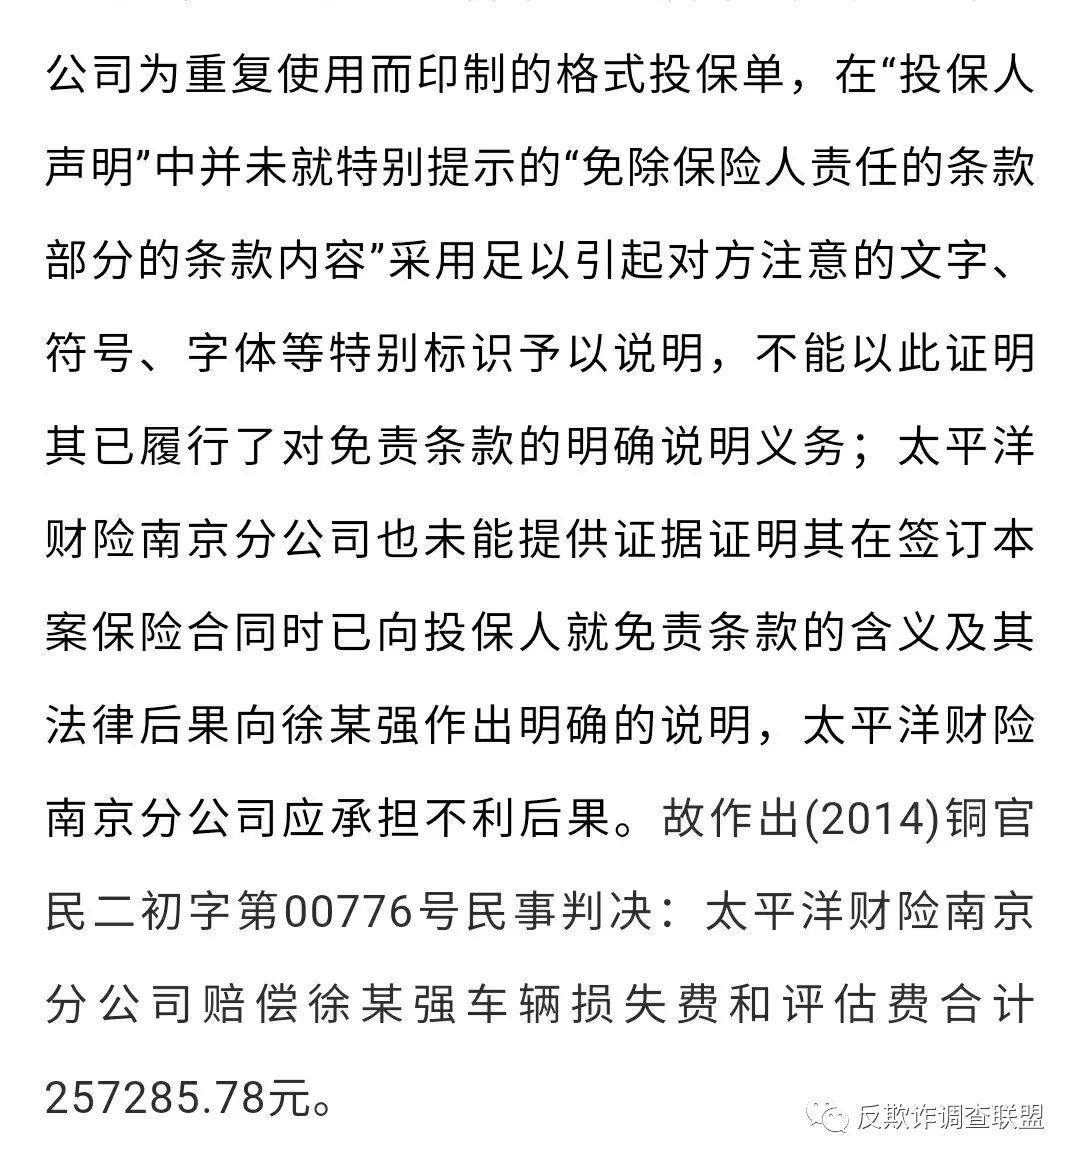 公司为重复使用而印制的格式投保单，在“投保人
声明”中并未就特别提示的“免除保险人责任的条款
部分的条款内容”采用足以引起对方注意的文字、
符号、字体等特别标识予以说明，不能以此证明
其已履行了对免责条款的明确说明义务；太平洋
财险南京分公司也未能提供证据证明其在签订本
案保险合同时已向投保人就免责条款的含义及其
法律后果向徐某强作出明确的说明，太平洋财险
南京分公司应承担不利后果。故作出(2014)铜官
民二初字第00776号民事判决：太平洋财险南京
分公司赔偿徐某强车辆损失费和评估费合计
257285.78元。
反欺诈调查联盟